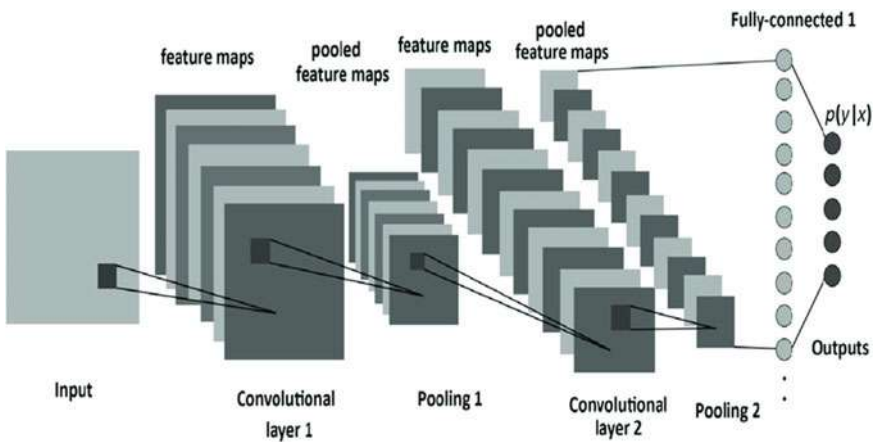 Fully-connected 1
feature maps
pooled
feature maps
feature maps
pooled
feature maps
p(y|x)
Input
Convolutional
layer 1
Pooling 1
Convolutional
layer 2
Pooling 2
Outputs